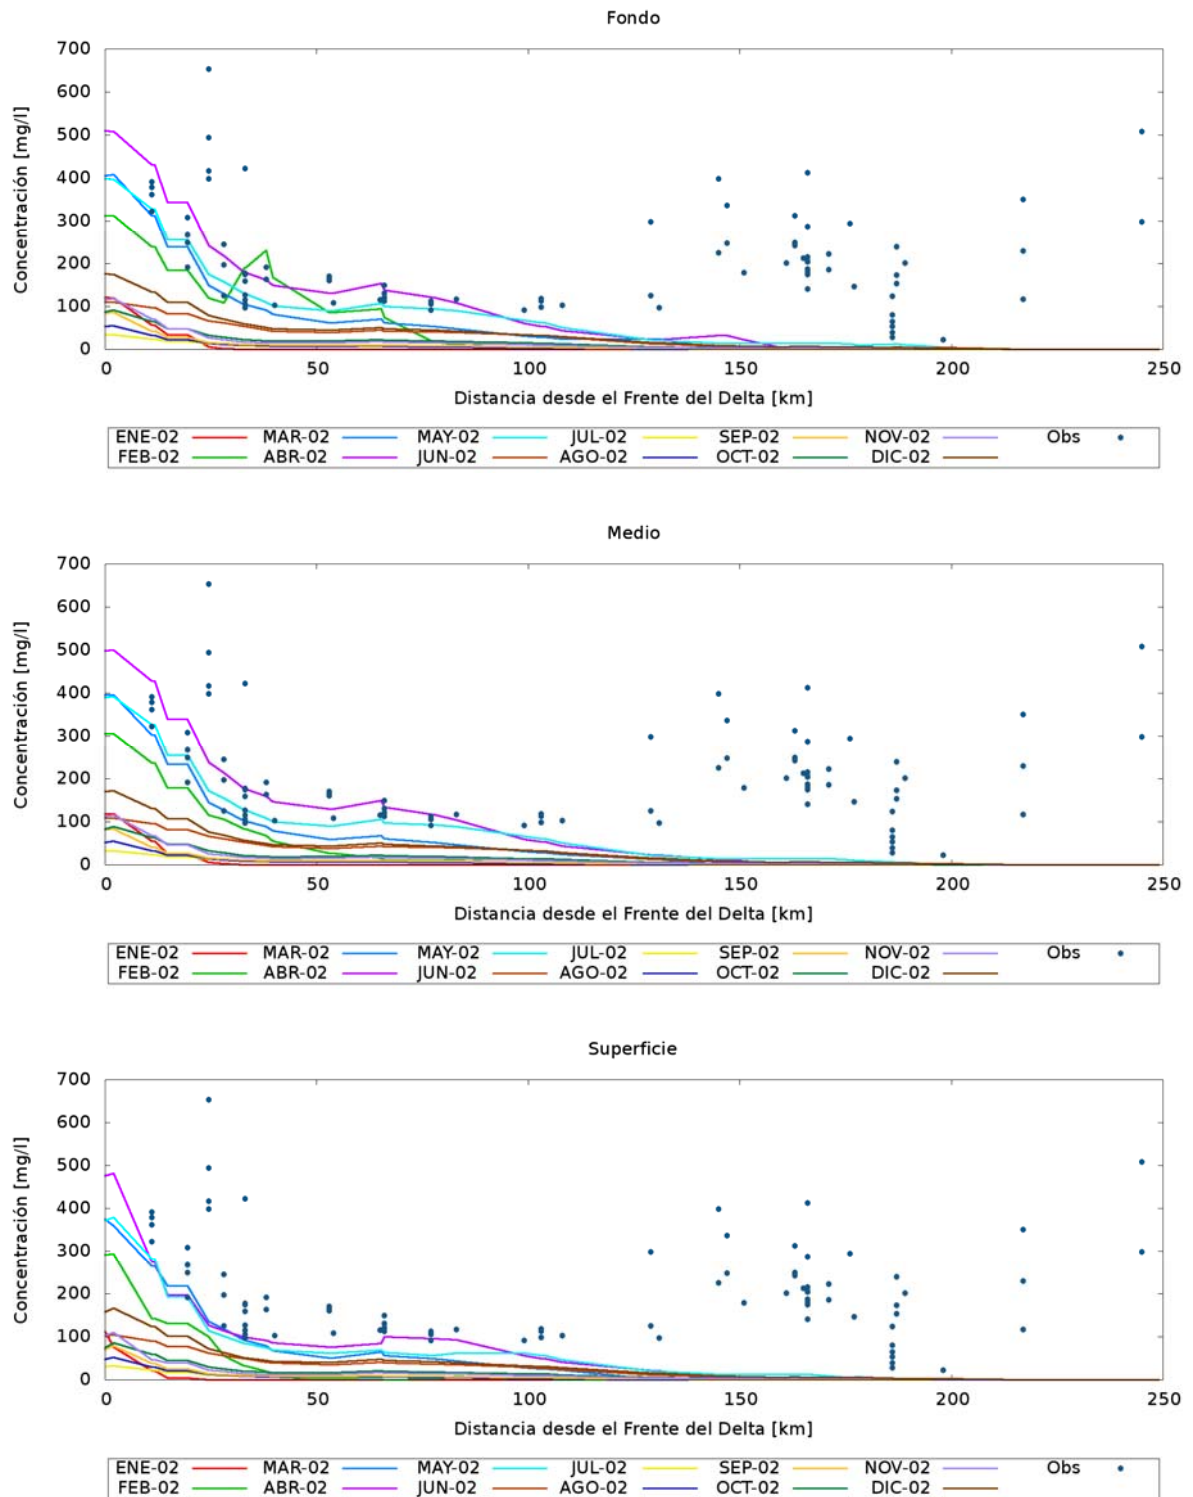 Fondo
700
600
500
400
300
200
100
0
Concentración [mg/l]
0 50 100 150 200 250
Distancia desde el Frente del Delta [km]
ENE-02 MAR-02 MAY-02 JUL-02 SEP-02 NOV-02 Obs
FEB-02 ABR-02 JUN-02 AGO-02 OCT-02 DIC-02
Medio
700
600
500
400
300
200
100
0
Concentración [mg/l]
0 50 100 150 200 250
Distancia desde el Frente del Delta [km]
ENE-02 MAR-02 MAY-02 JUL-02 SEP-02 NOV-02 Obs
FEB-02 ABR-02 JUN-02 AGO-02 OCT-02 DIC-02
Superficie
700
600
500
400
300
200
100
0
Concentración [mg/l]
0 50 100 150 200 250
Distancia desde el Frente del Delta [km]
ENE-02 MAR-02 MAY-02 JUL-02 SEP-02 NOV-02 Obs
FEB-02 ABR-02 JUN-02 AGO-02 OCT-02 DIC-02